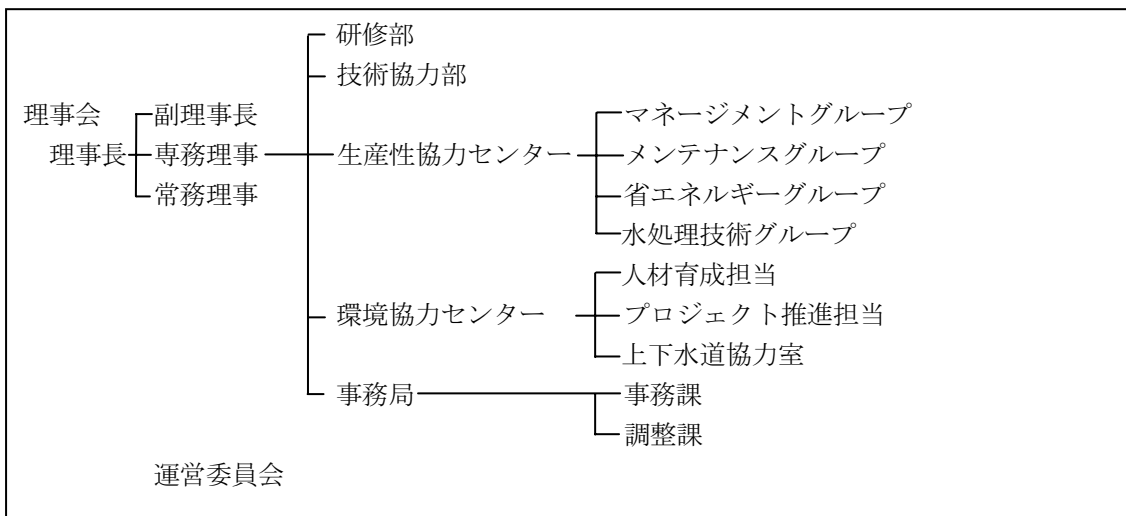 研修部
技術協力部
理事会
副理事長
マネージメントグループ
理事長
専務理事
生産性協力センター
メンテナンスグループ
常務理事
省エネルギーグループ
水処理技術グループ
人材育成担当
環境協力センター
プロジェクト推進担当
上下水道協力室
事務局
事務課
調整課
運営委員会